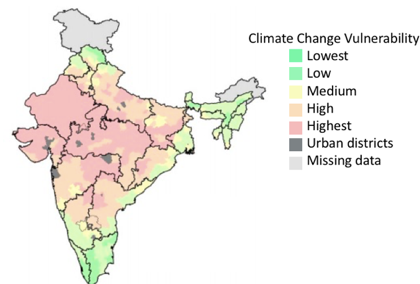 Climate Change Vulnerability
Lowest
Low
Medium
High
Highest
Urban districts
Missing data